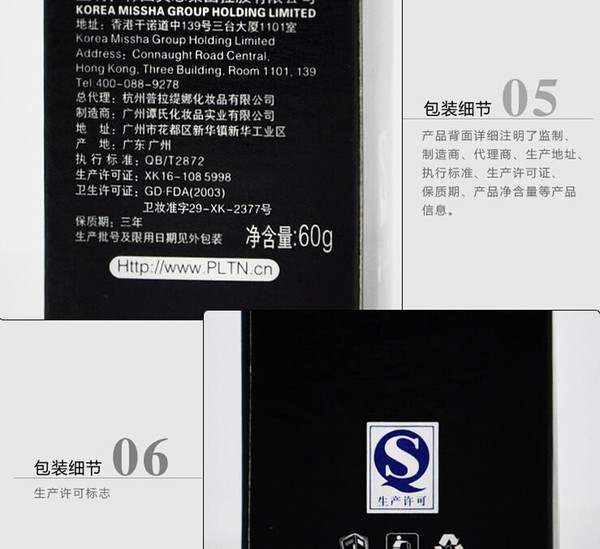 KOREA MISSHA GROUP HOLDING LIMITED
地址：香港干诺道中139号三台大厦1101室
Korea Missha Group Holding Limited
Address: Connaught Road Central,
Hong Kong, Three Building, Room 1101, 139
Tel:400-088-9278
总代理：杭州普拉缇娜化妆品有限公司
制造商：广州谭氏化妆品实业有限公司
地　址：广州市花都区新华镇新华工业区
产　地：广东 广州
执行标准：QB/T2872
生产许可证：XK16-108 5998
卫生许可证：GD·FDA(2003)
卫妆准字29-XK-2377号
保质期：三年
生产批号及限用日期见外包装
净含量:60g
Http://www.PLTN.cn
包装细节 05
产品背面详细注明了监制、
制造商、代理商、生产地址、
执行标准、生产许可证、
保质期、产品净含量等产品
信息。
包装细节 06
生产许可标志
S
生产许可